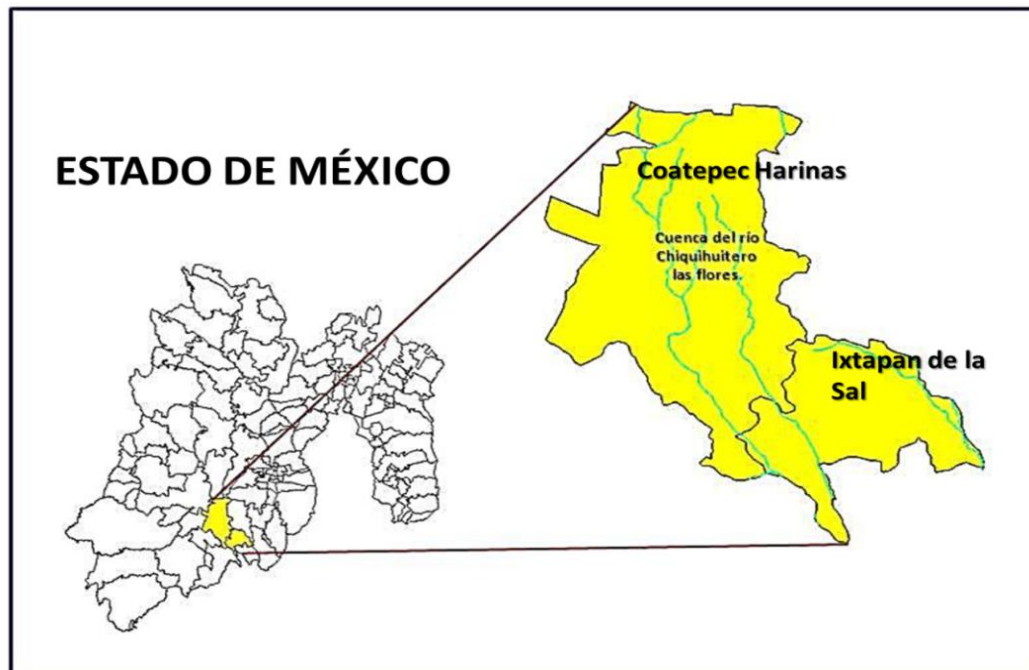 ESTADO DE MÉXICO
Coatepec Harinas
Cuenca del río
Chiquihuitero
las flores.
Ixtapan de la
Sal